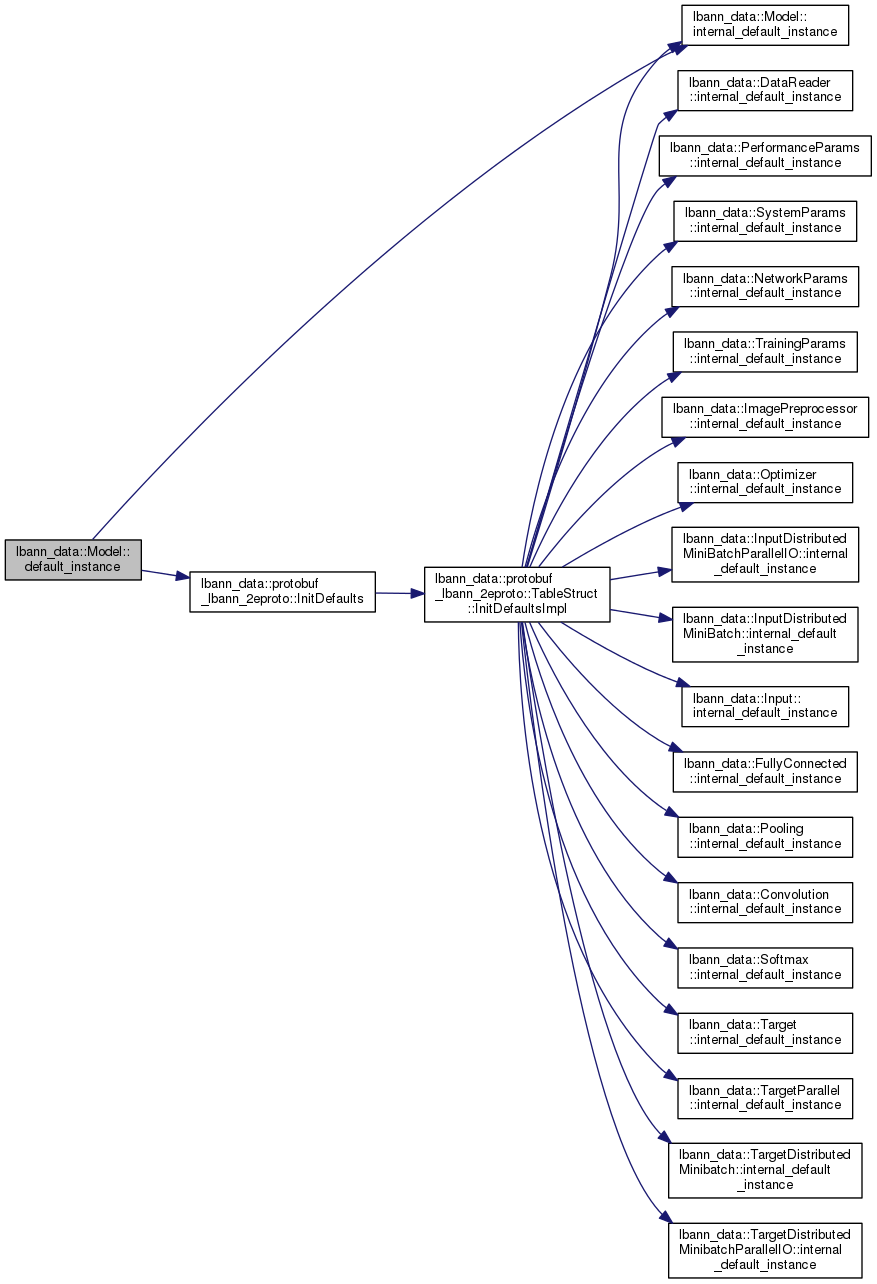 lbann_data::Model::
internal_default_instance
lbann_data::DataReader
::internal_default_instance
lbann_data::PerformanceParams
::internal_default_instance
lbann_data::SystemParams
::internal_default_instance
lbann_data::NetworkParams
::internal_default_instance
lbann_data::TrainingParams
::internal_default_instance
lbann_data::ImagePreprocessor
::internal_default_instance
lbann_data::Optimizer
::internal_default_instance
lbann_data::InputDistributed
MiniBatchParallelIO::internal
_default_instance
lbann_data::Model::
default_instance
lbann_data::protobuf
_lbann_2eproto::InitDefaults
lbann_data::protobuf
_lbann_2eproto::TableStruct
::InitDefaultsImpl
lbann_data::InputDistributed
MiniBatch::internal_default
_instance
lbann_data::Input::
internal_default_instance
lbann_data::FullyConnected
::internal_default_instance
lbann_data::Pooling
::internal_default_instance
lbann_data::Convolution
::internal_default_instance
lbann_data::Softmax
::internal_default_instance
lbann_data::Target
::internal_default_instance
lbann_data::TargetParallel
::internal_default_instance
lbann_data::TargetDistributed
Minibatch::internal_default
_instance
lbann_data::TargetDistributed
MinibatchParallelIO::internal
_default_instance